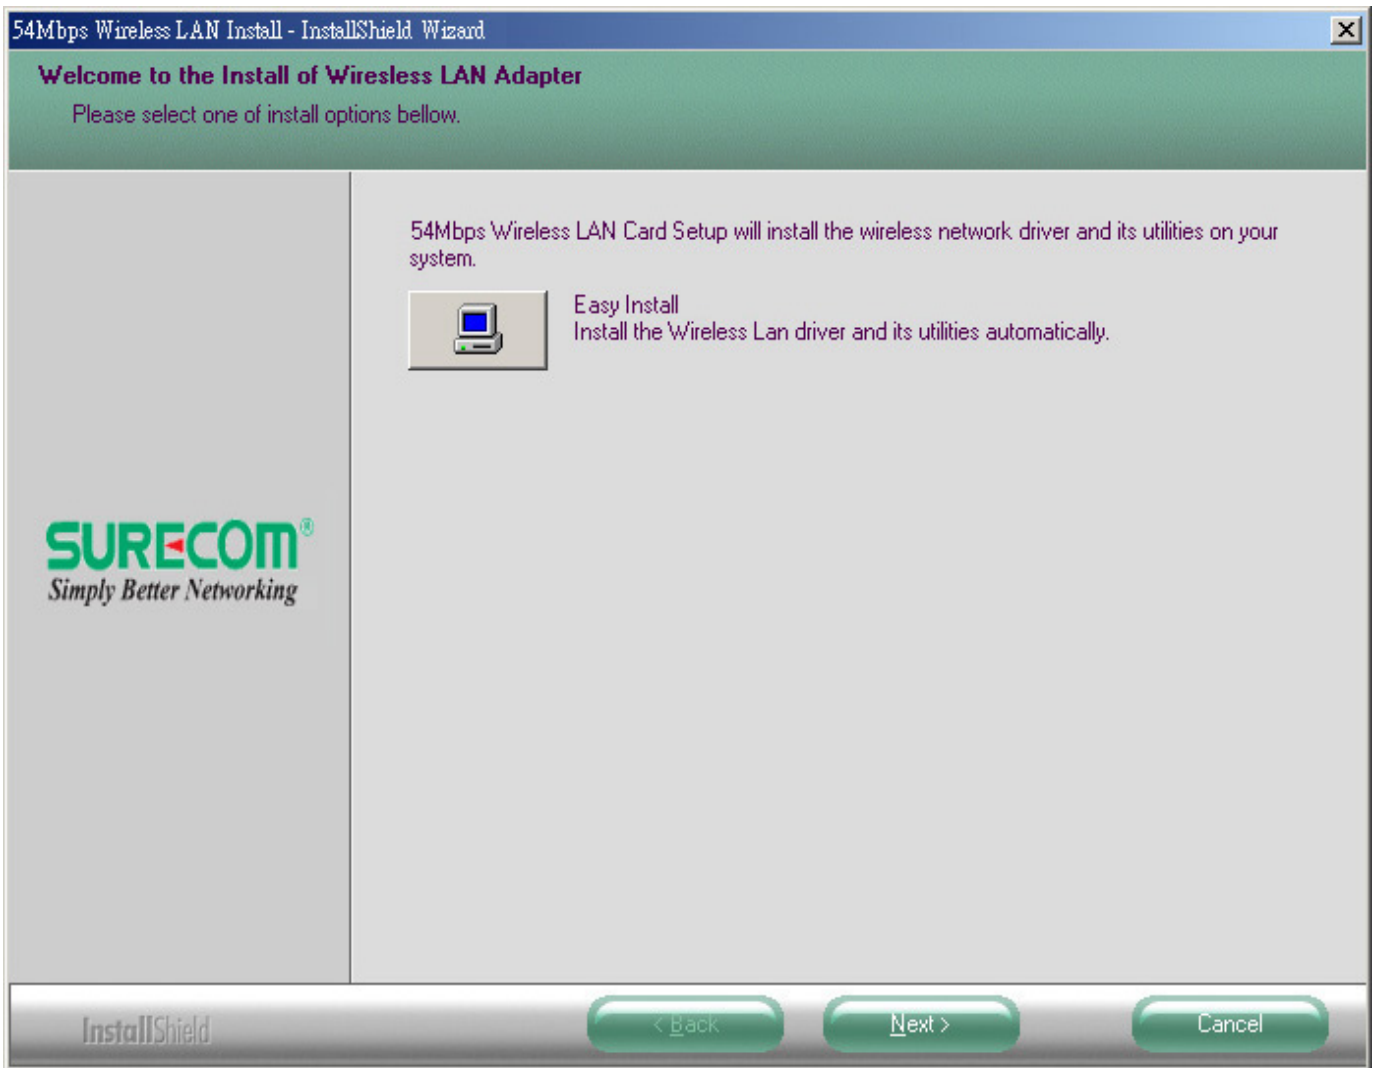 54Mbps Wireless LAN Install - InstallShield Wizard
Welcome to the Install of Wiresless LAN Adapter
Please select one of install options bellow.
54Mbps Wireless LAN Card Setup will install the wireless network driver and its utilities on your
system.
Easy Install
Install the Wireless Lan driver and its utilities automatically.
SURECOM®
Simply Better Networking
InstallShield
< Back
Next >
Cancel